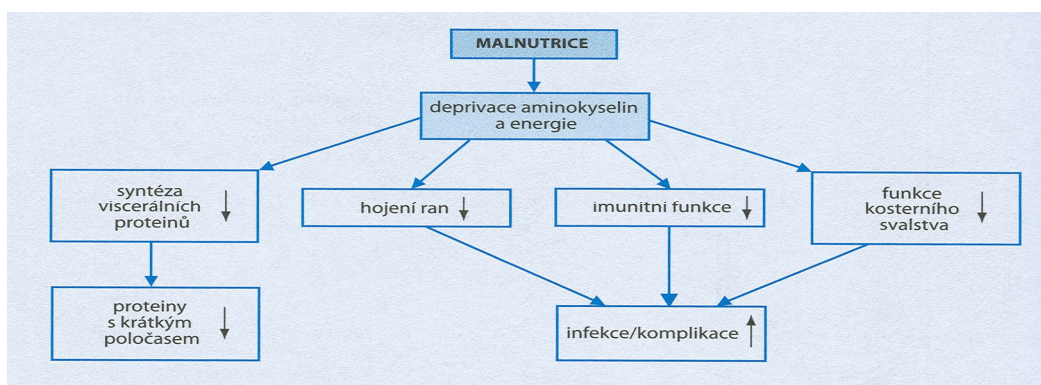 MALNUTRICE
deprivace aminokyselin
a energie
syntéza
viscerálních
proteinů
hojení ran
imunitní funkce
funkce
kosterního
svalstva
proteiny
s krátkým
poločasem
infekce/komplikace